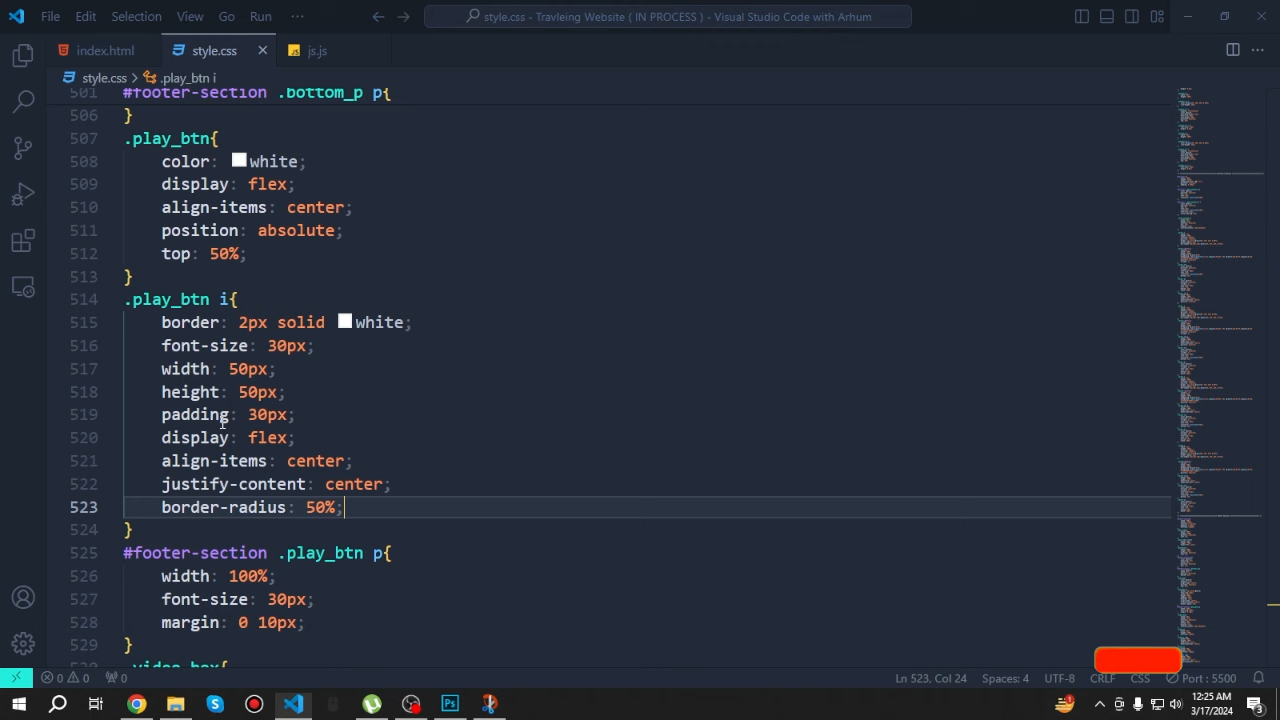 File Edit Selection View Go Run ··· style.css - Travleing Website ( IN PROCESS ) - Visual Studio Code with Arhum
index.html style.css js.js
style.css > .play_btn i
501 #footer-section .bottom_p p{
506 }
507 .play_btn{
508 color: white;
509 display: flex;
510 align-items: center;
511 position: absolute;
512 top: 50%;
513 }
514 .play_btn i{
515 border: 2px solid white;
516 font-size: 30px;
517 width: 50px;
518 height: 50px;
519 padding: 30px;
520 display: flex;
521 align-items: center;
522 justify-content: center;
523 border-radius: 50%;
524 }
525 #footer-section .play_btn p{
526 width: 100%;
527 font-size: 30px;
528 margin: 0 10px;
529 }
530 .video_box{
0 0 0 Ln 523, Col 24 Spaces: 4 UTF-8 CRLF CSS Port : 5500
12:25 AM
3/17/2024